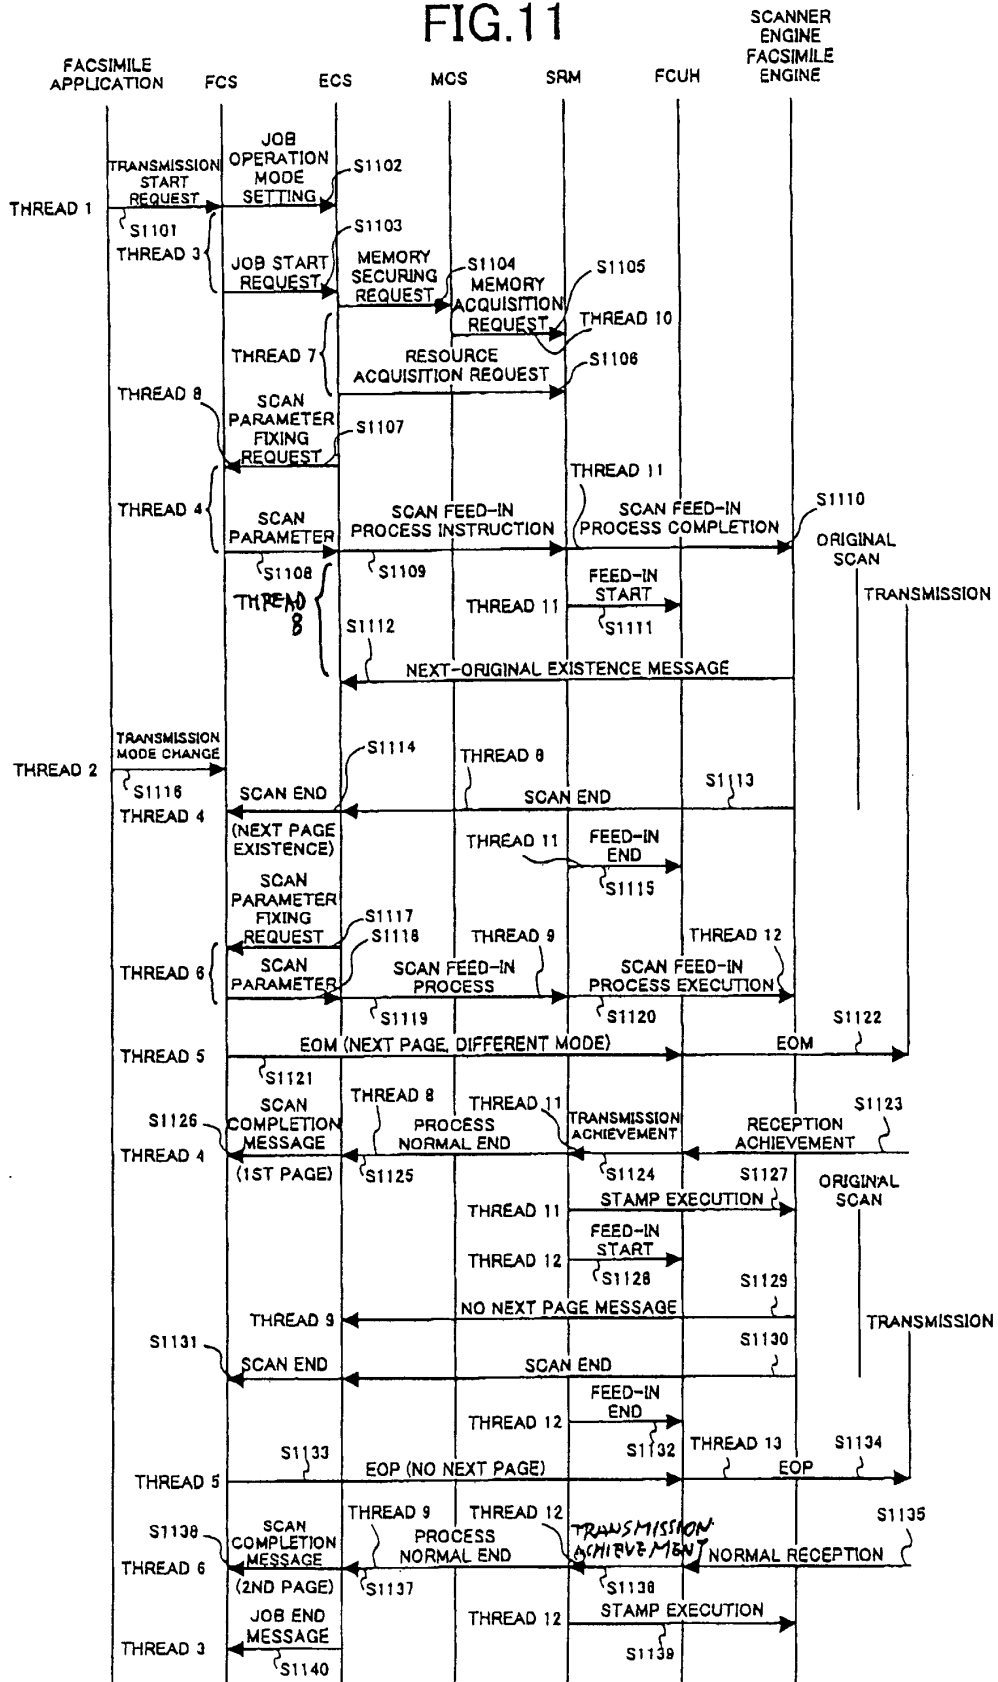 FIG.11
FACSIMILE
APPLICATION
FCS
ECS
MCS
SRM
FCUH
SCANNER
ENGINE
FACSIMILE
ENGINE
THREAD 1
TRANSMISSION
START
REQUEST
S1101
JOB
OPERATION
MODE
SETTING
S1102
THREAD 3
JOB START
REQUEST
S1103
MEMORY
SECURING
REQUEST
S1104
MEMORY
ACQUISITION
REQUEST
S1105
THREAD 10
THREAD 7
RESOURCE
ACQUISITION REQUEST
S1106
THREAD 8
SCAN
PARAMETER
FIXING
REQUEST
S1107
THREAD 4
SCAN
PARAMETER
S1108
SCAN FEED-IN
PROCESS INSTRUCTION
S1109
THREAD 11
SCAN FEED-IN
PROCESS COMPLETION
S1110
ORIGINAL
SCAN
TRANSMISSION
THREAD
8
THREAD 11
FEED-IN
START
S1111
S1112
NEXT-ORIGINAL EXISTENCE MESSAGE
THREAD 2
TRANSMISSION
MODE CHANGE
S1116
S1114
THREAD 8
S1113
SCAN END
SCAN END
THREAD 4
(NEXT PAGE
EXISTENCE)
THREAD 11
FEED-IN
END
S1115
SCAN
PARAMETER
FIXING
REQUEST
S1117
S1118
THREAD 6
SCAN
PARAMETER
THREAD 9
SCAN FEED-IN
PROCESS
S1119
THREAD 12
SCAN FEED-IN
PROCESS EXECUTION
S1120
THREAD 5
EOM (NEXT PAGE, DIFFERENT MODE)
S1121
EOM
S1122
S1126
SCAN
COMPLETION
MESSAGE
(1ST PAGE)
THREAD 4
THREAD 8
PROCESS
NORMAL END
S1125
THREAD 11
TRANSMISSION
ACHIEVEMENT
S1124
RECEPTION
ACHIEVEMENT
S1123
THREAD 11
STAMP EXECUTION
S1127
ORIGINAL
SCAN
THREAD 12
FEED-IN
START
S1128
THREAD 9
NO NEXT PAGE MESSAGE
S1129
TRANSMISSION
S1131
SCAN END
SCAN END
S1130
THREAD 12
FEED-IN
END
S1132
THREAD 5
S1133
EOP (NO NEXT PAGE)
THREAD 13
EOP
S1134
S1138
SCAN
COMPLETION
MESSAGE
(2ND PAGE)
THREAD 6
THREAD 9
PROCESS
NORMAL END
S1137
THREAD 12
TRANSMISSION
ACHIEVEMENT
S1136
NORMAL RECEPTION
S1135
THREAD 12
STAMP EXECUTION
S1139
JOB END
MESSAGE
THREAD 3
S1140